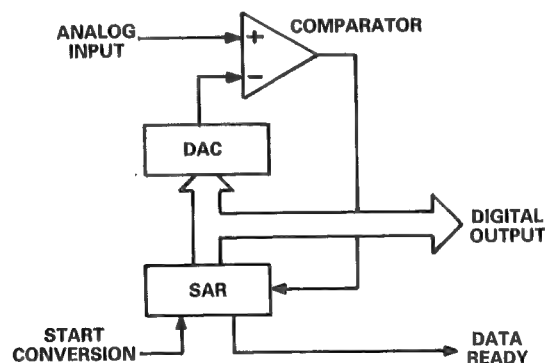 ANALOG
INPUT
COMPARATOR
+
−
DAC
DIGITAL
OUTPUT
SAR
START
CONVERSION
DATA
READY